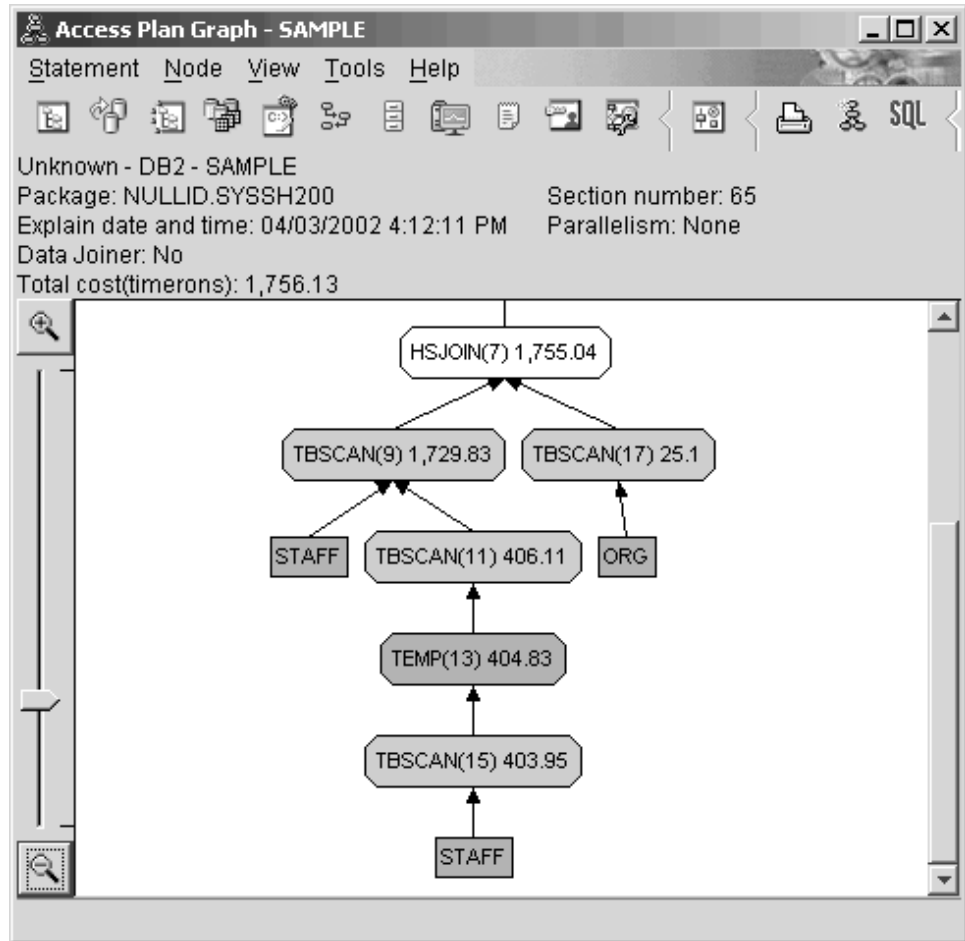 Access Plan Graph - SAMPLE
Statement Node View Tools Help
SQL
Unknown - DB2 - SAMPLE
Package: NULLID.SYSSH200 Section number: 65
Explain date and time: 04/03/2002 4:12:11 PM Parallelism: None
Data Joiner: No
Total cost(timerons): 1,756.13
HSJOIN(7) 1,755.04
TBSCAN(9) 1,729.83 TBSCAN(17) 25.1
STAFF TBSCAN(11) 406.11 ORG
TEMP(13) 404.83
TBSCAN(15) 403.95
STAFF